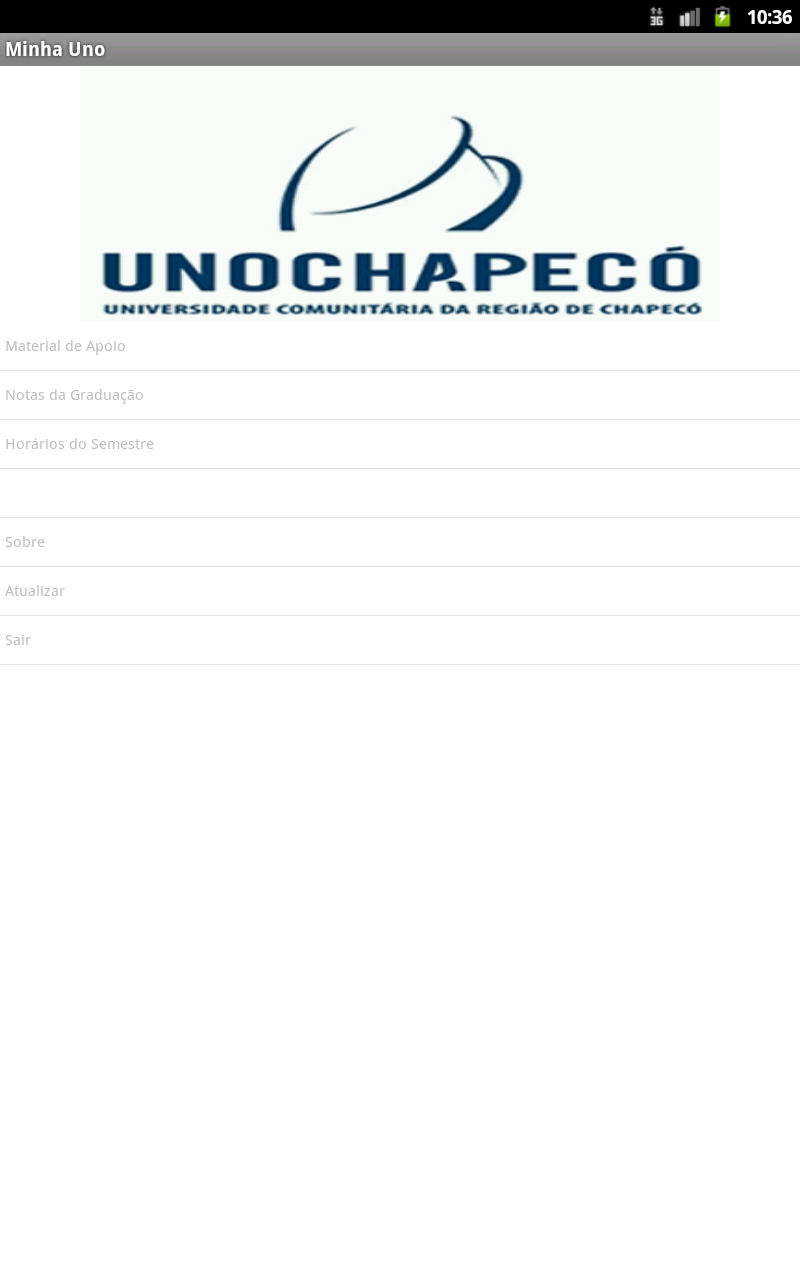 3G 10:36
Minha Uno
UNOCHAPECÓ
UNIVERSIDADE COMUNITÁRIA DA REGIÃO DE CHAPECÓ
Material de Apoio
Notas da Graduação
Horários do Semestre
Sobre
Atualizar
Sair